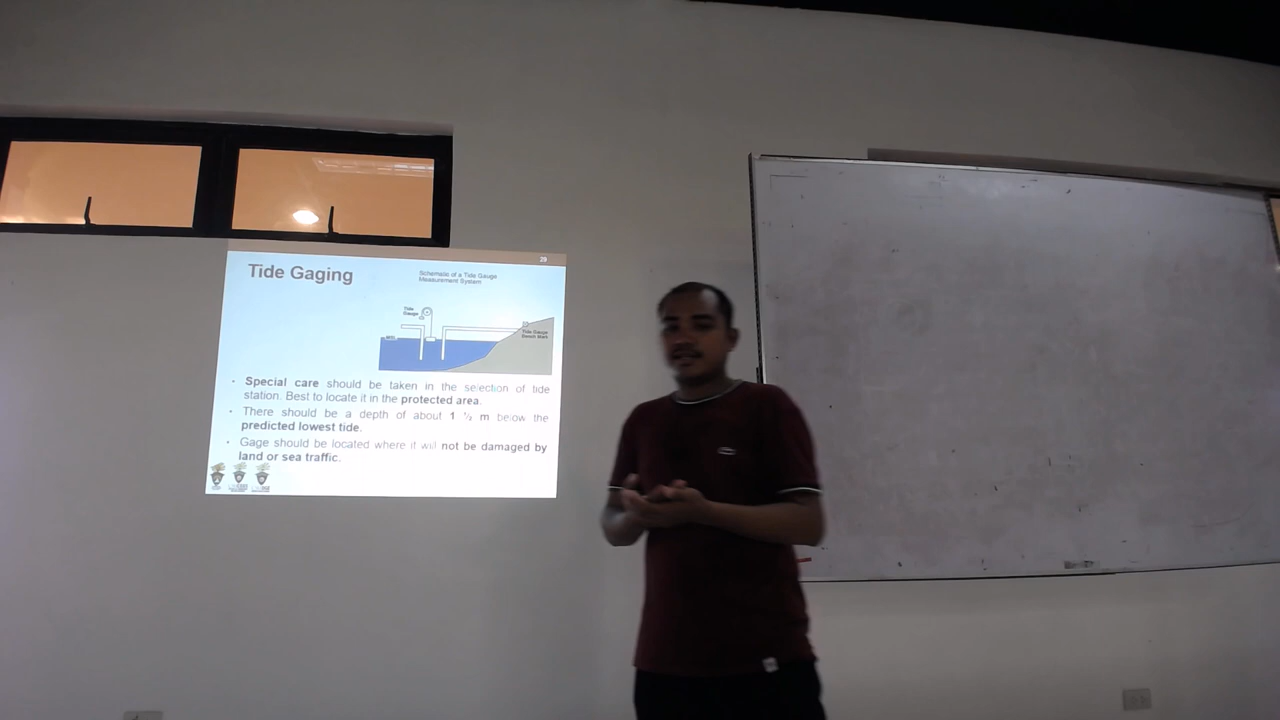 29
Tide Gaging
Schematic of a Tide Gauge
Measurement System
Tide
Gauge
Tide Gauge
Bench Mark
• Special care should be taken in the selection of tide
station. Best to locate it in the protected area.
• There should be a depth of about 1 ½ m below the
predicted lowest tide.
• Gage should be located where it will not be damaged by
land or sea traffic.